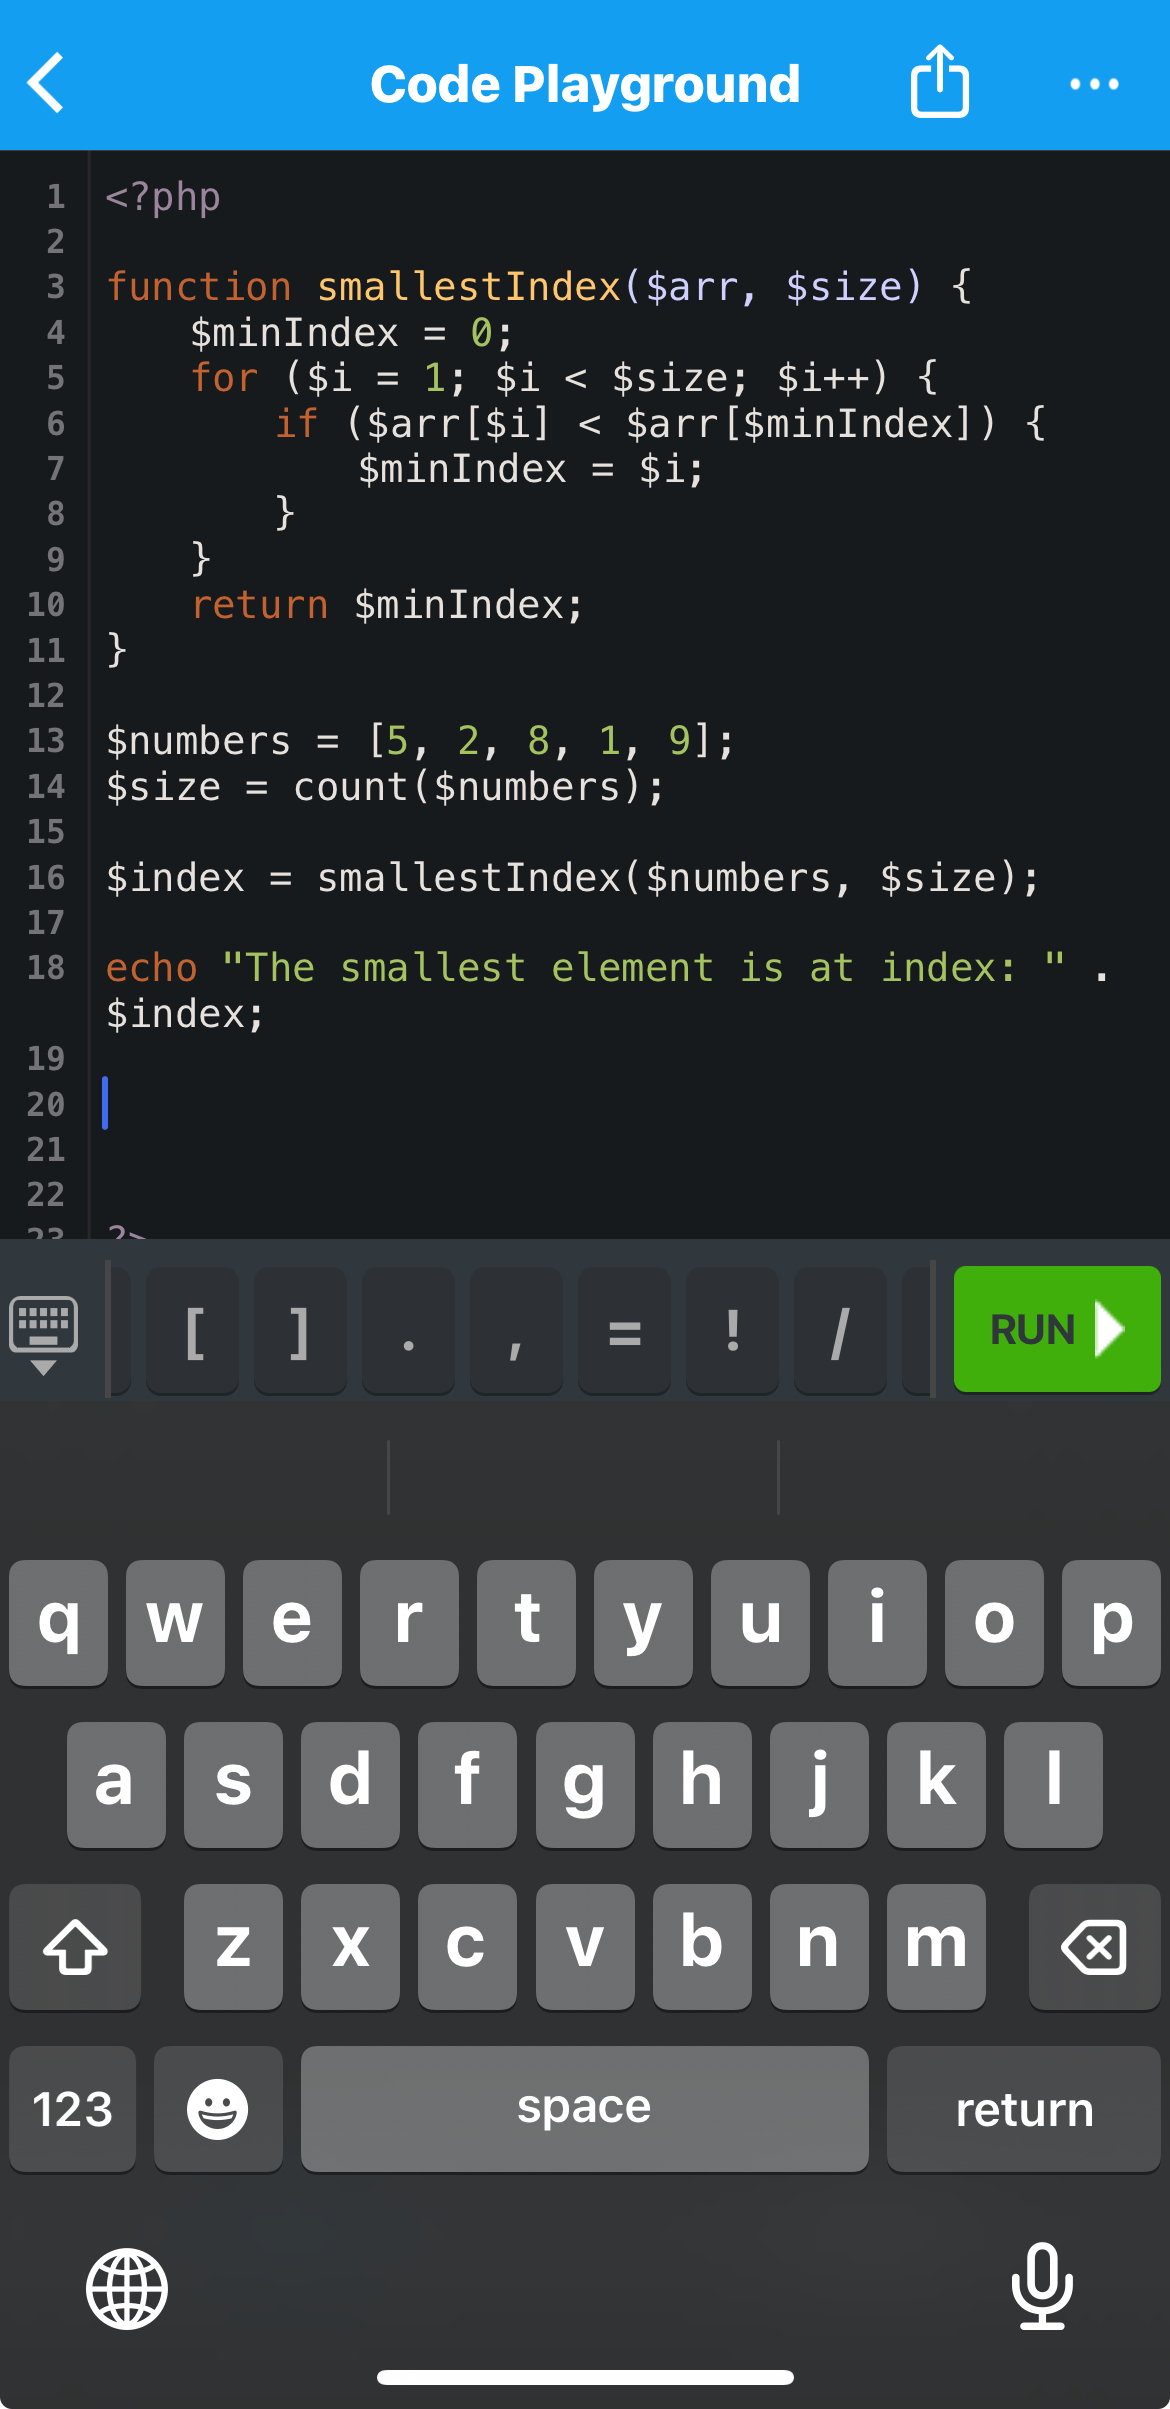 Code Playground
1 <?php
2
3 function smallestIndex($arr, $size) {
4     $minIndex = 0;
5     for ($i = 1; $i < $size; $i++) {
6         if ($arr[$i] < $arr[$minIndex]) {
7             $minIndex = $i;
8         }
9     }
10     return $minIndex;
11 }
12
13 $numbers = [5, 2, 8, 1, 9];
14 $size = count($numbers);
15
16 $index = smallestIndex($numbers, $size);
17
18 echo "The smallest element is at index: " .
$index;
19
20
21
22
23 ?>
[ ] . , = ! / RUN
q w e r t y u i o p
a s d f g h j k l
z x c v b n m
123 space return